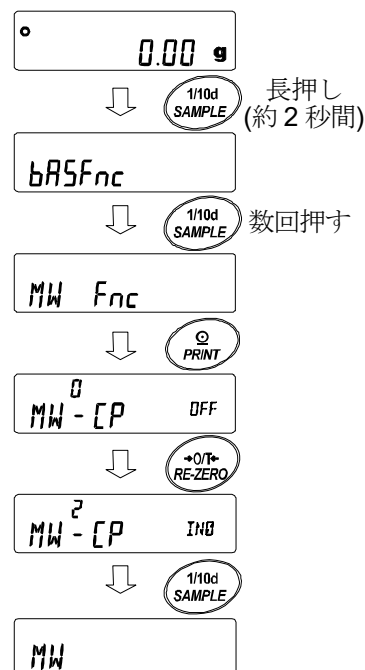 0.00 g
1/10d
SAMPLE
長押し
(約2秒間)
bASFnc
1/10d
SAMPLE
数回押す
MW Fnc
PRINT
0
MW-CP OFF
→0/T←
RE-ZERO
2
MW-CP IN0
1/10d
SAMPLE
MW